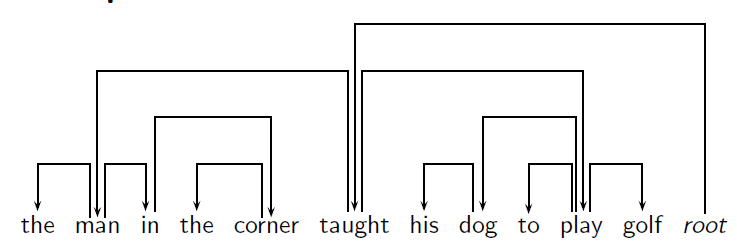 the man in the corner taught his dog to play golf root